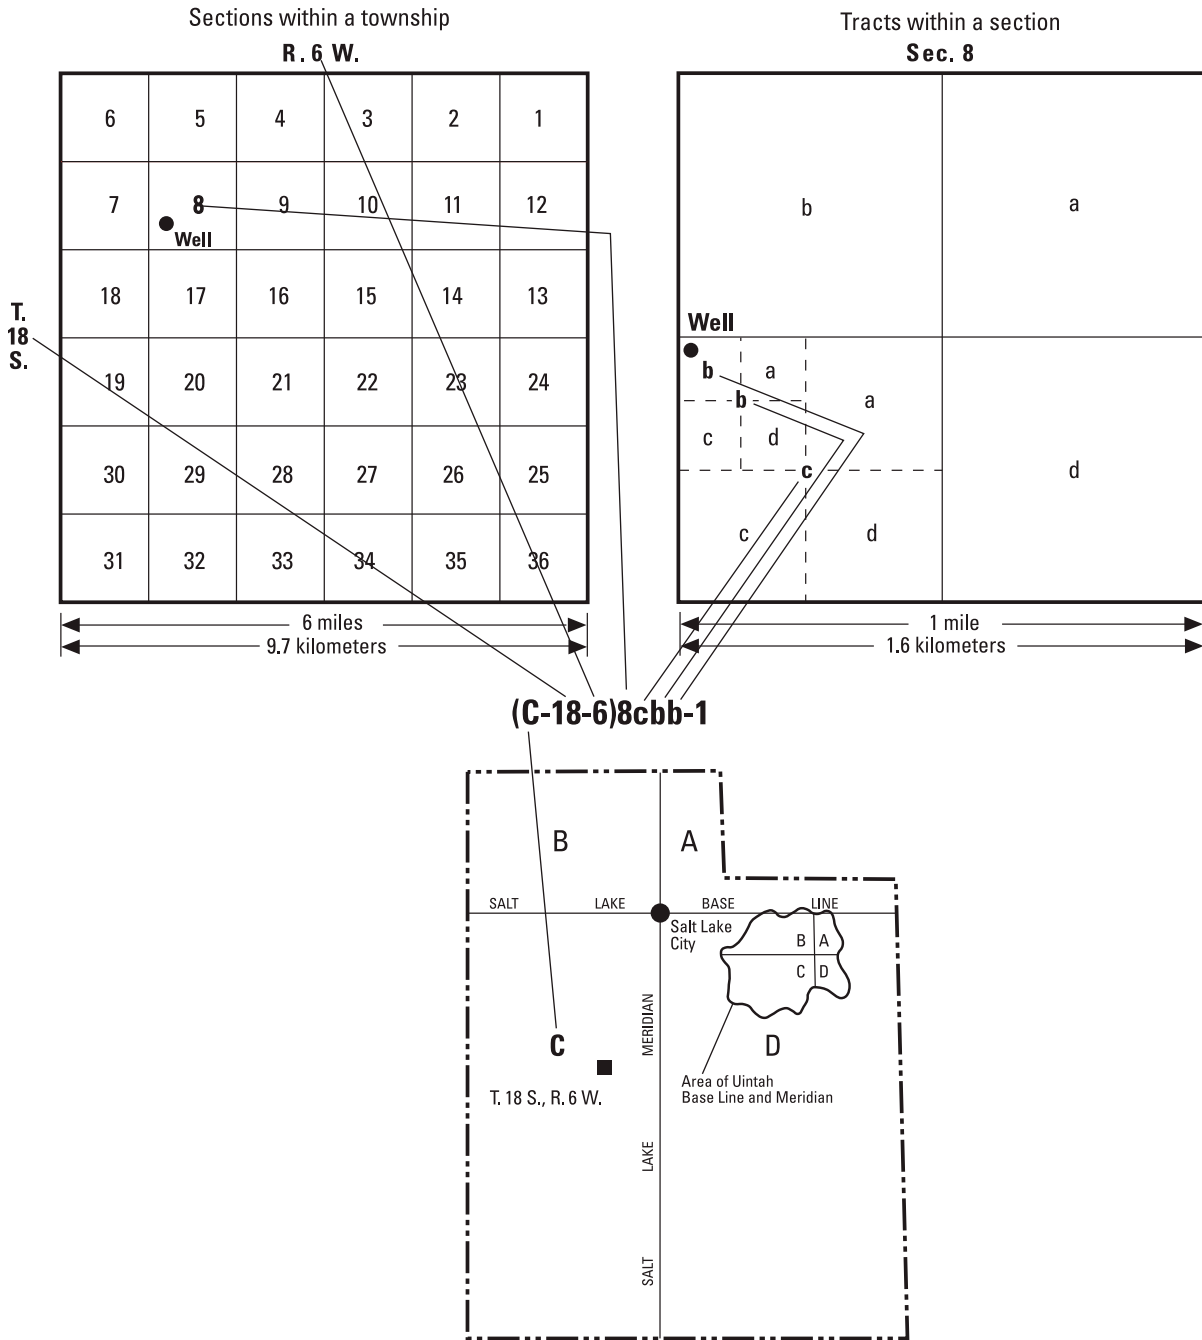 Sections within a township
R. 6 W.
6 5 4 3 2 1
7 8 9 10 11 12
Well
18 17 16 15 14 13
T.
18
S.
19 20 21 22 23 24
30 29 28 27 26 25
31 32 33 34 35 36
6 miles
9.7 kilometers
Tracts within a section
Sec. 8
b a
Well
b a
b a
c d
c d
c d
1 mile
1.6 kilometers
(C-18-6)8cbb-1
B A
SALT LAKE BASE LINE
Salt Lake
City
B A
C D
MERIDIAN
C D
T. 18 S., R. 6 W.
Area of Uintah
Base Line and Meridian
LAKE
SALT